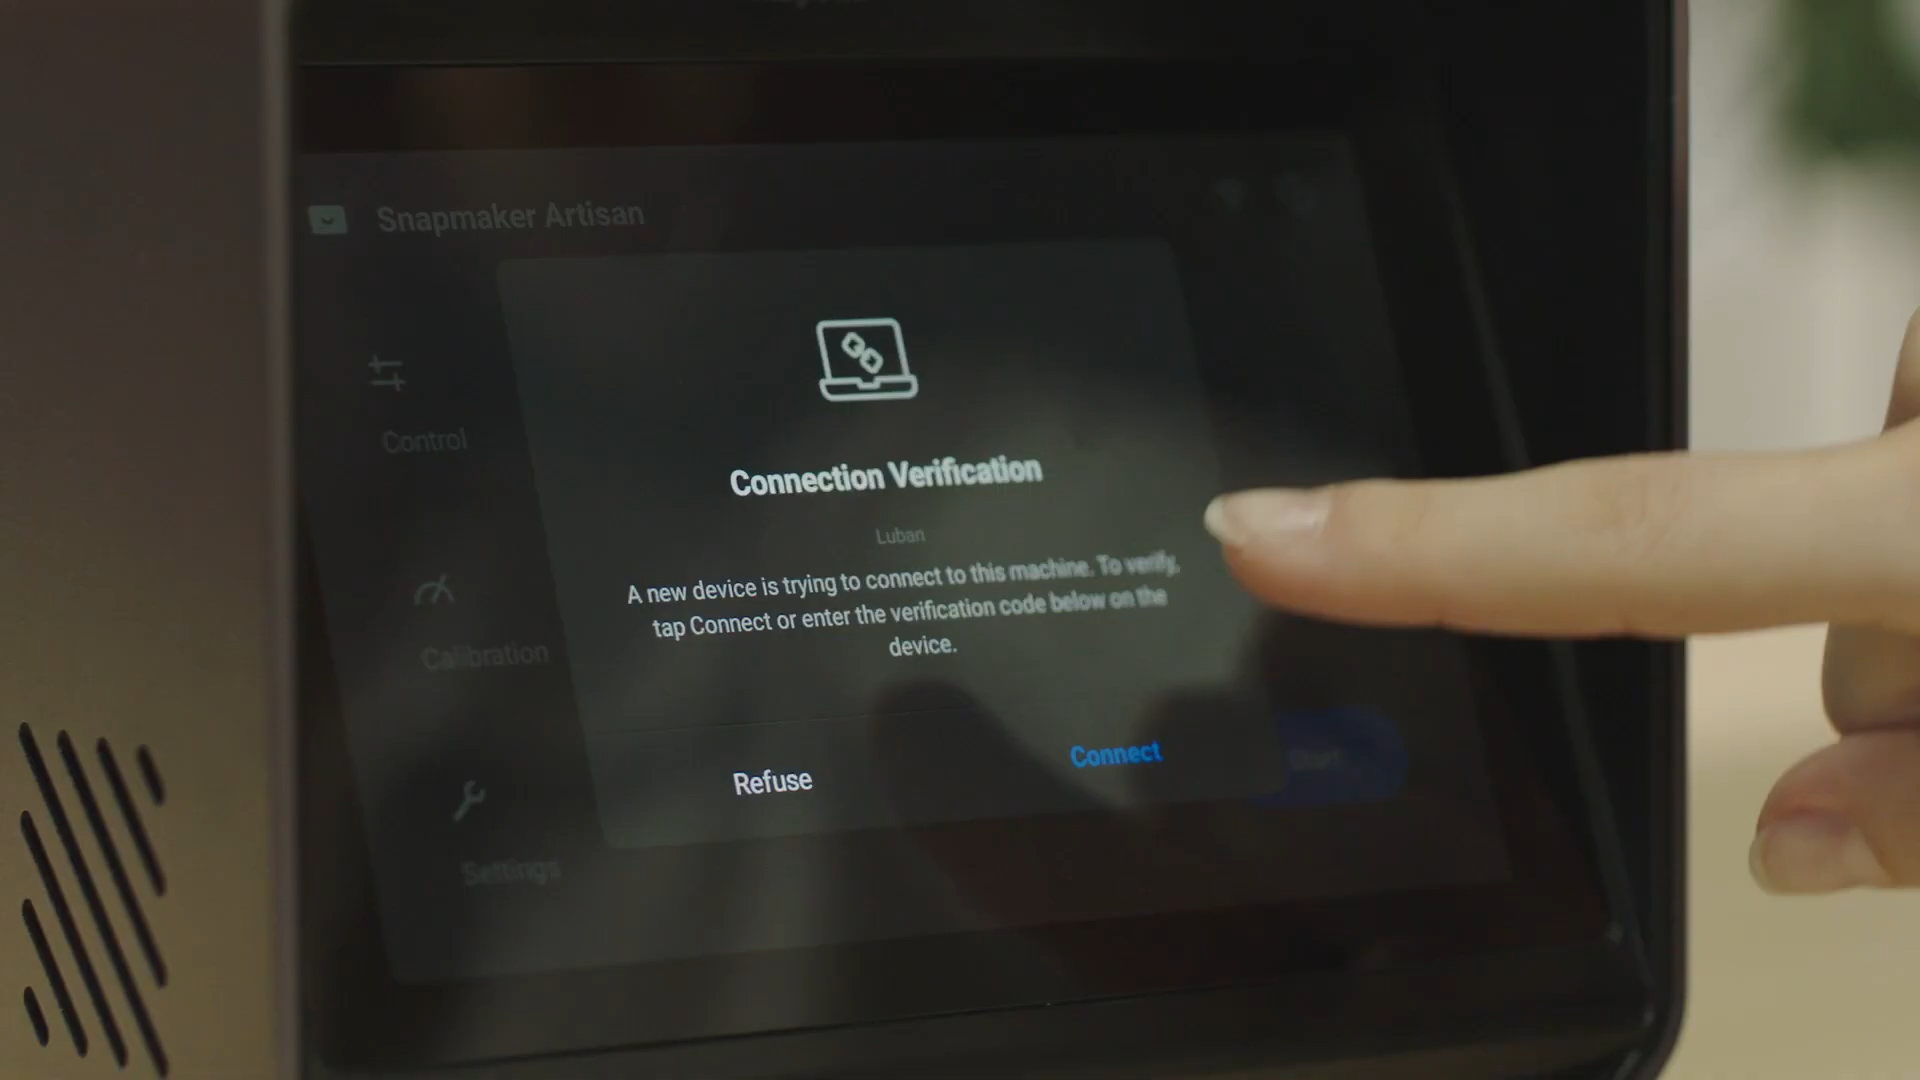 Snapmaker Artisan
Control
Calibration
Settings
Connection Verification
Luban
A new device is trying to connect to this machine. To verify,
tap Connect or enter the verification code below on the
device.
Refuse
Connect
Start